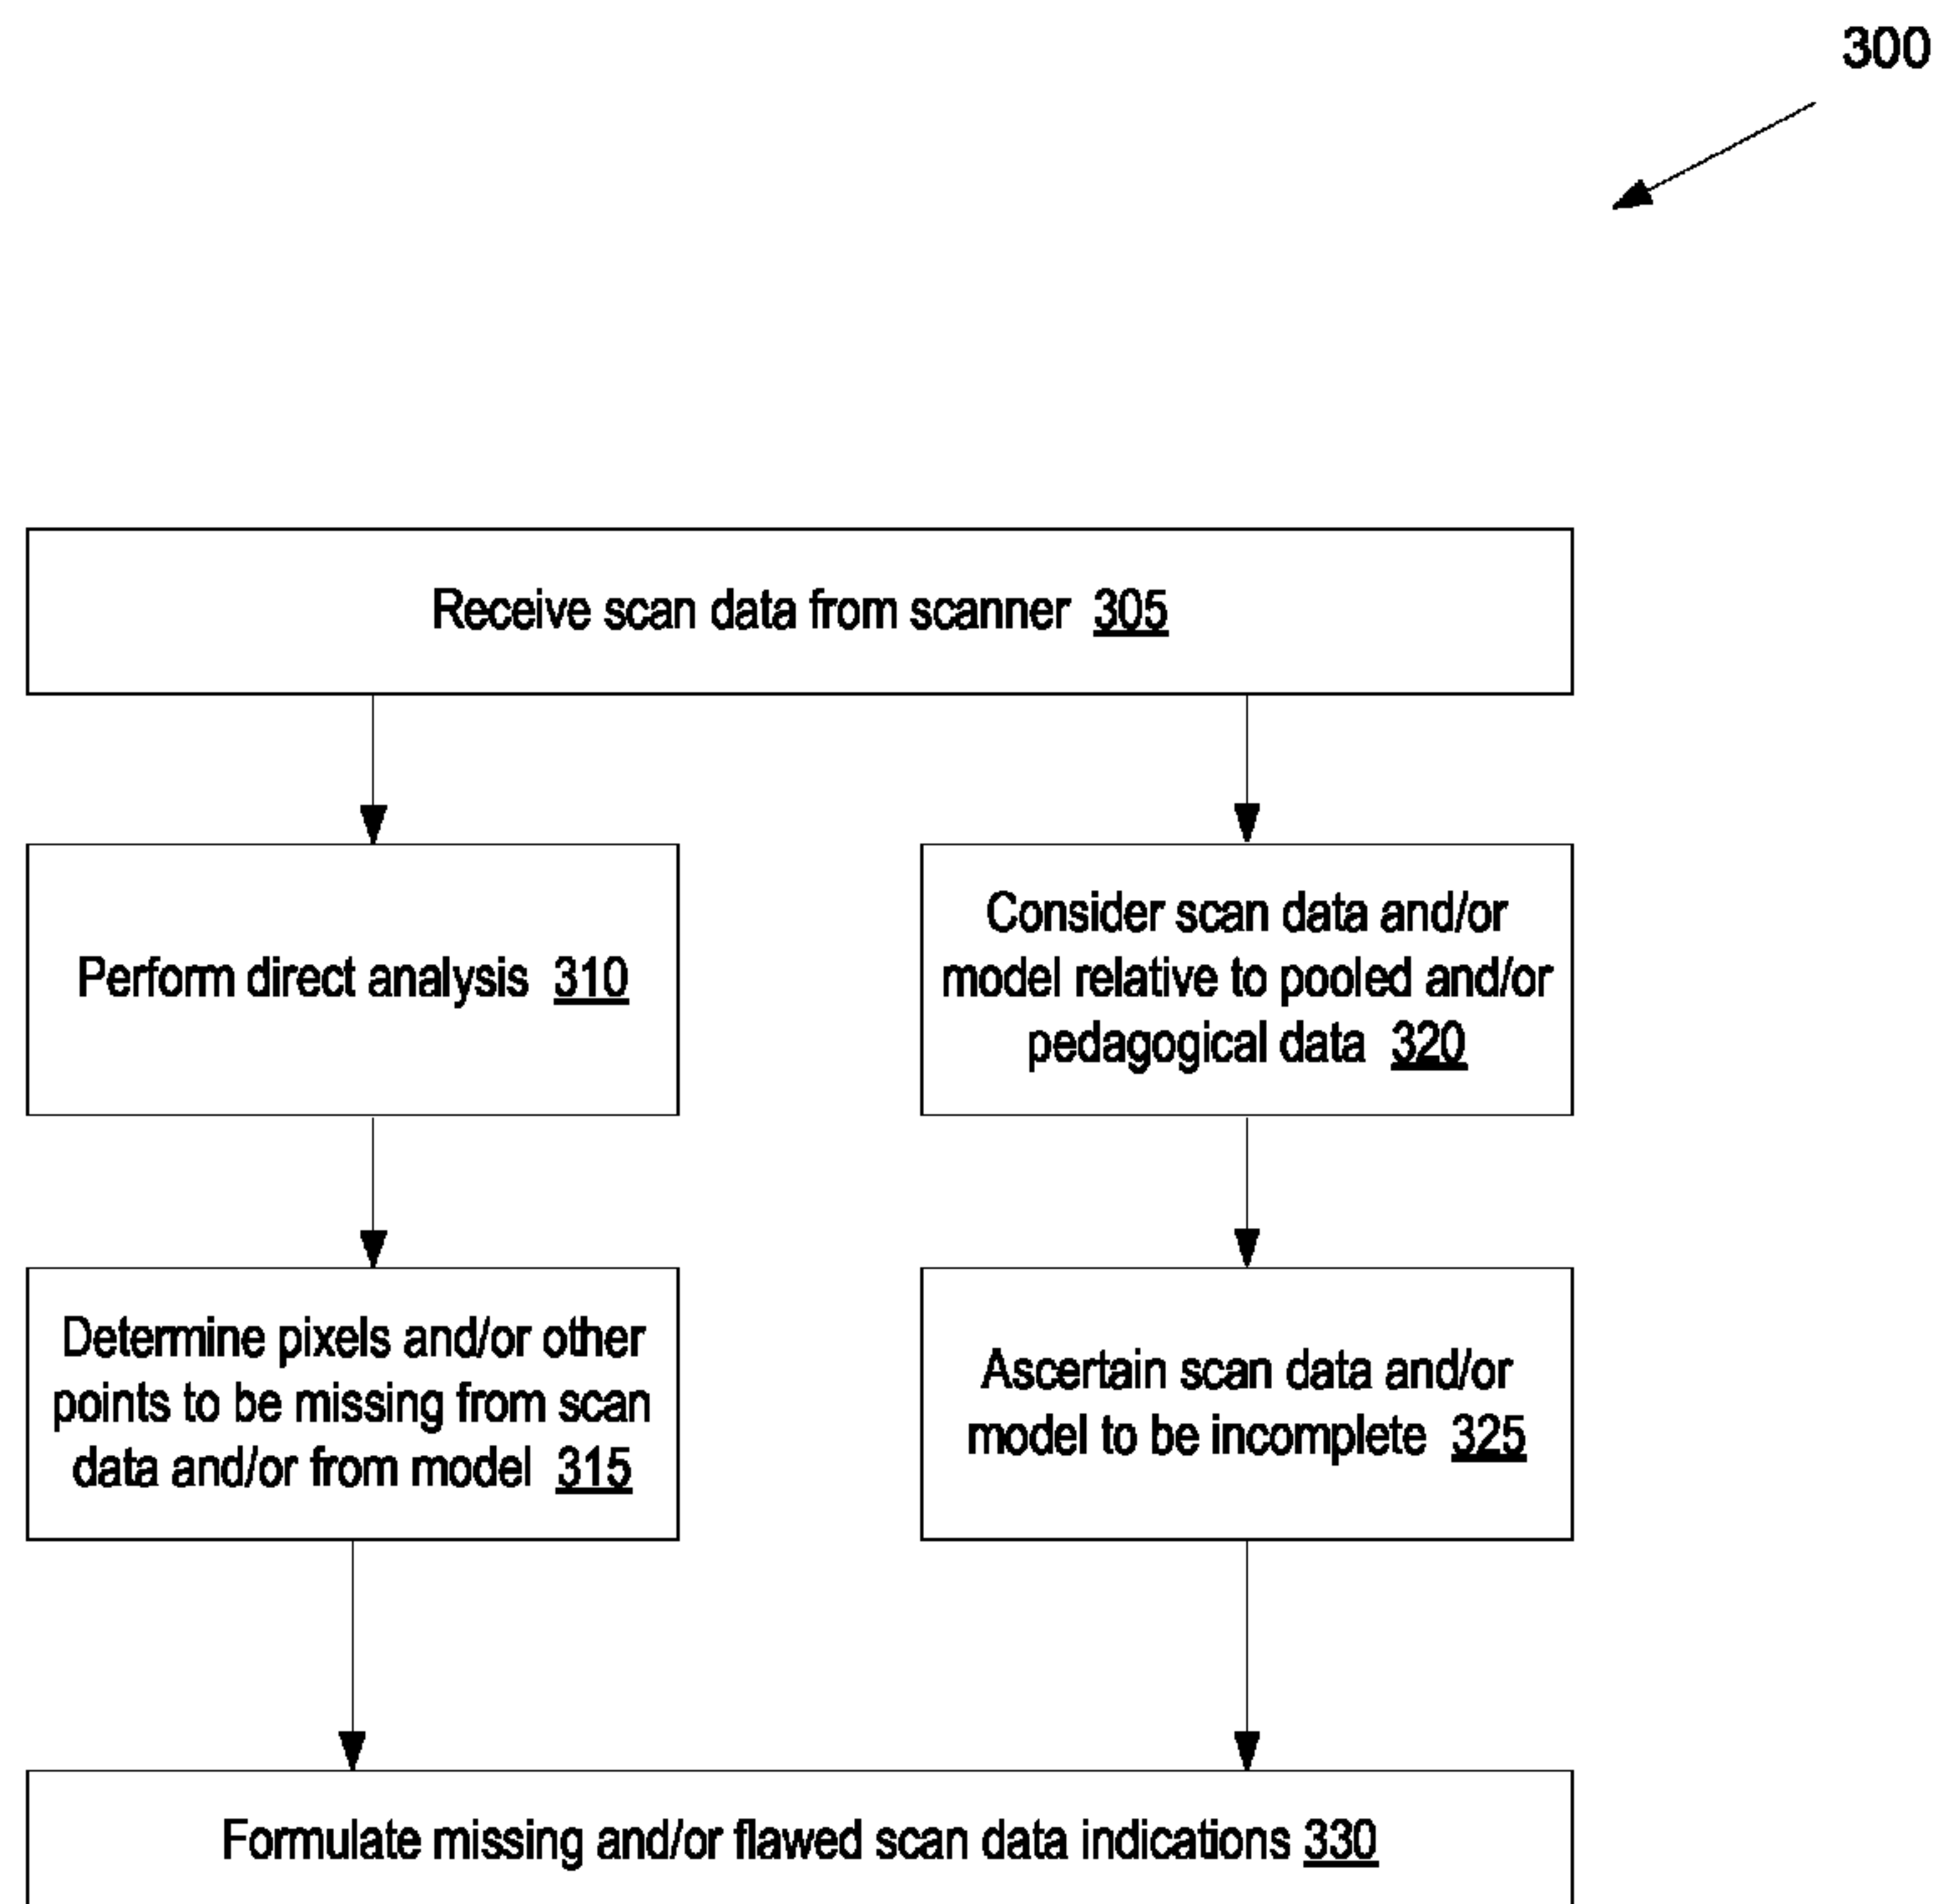 300
Receive scan data from scanner 305
Perform direct analysis 310
Consider scan data and/or
model relative to pooled and/or
pedagogical data 320
Determine pixels and/or other
points to be missing from scan
data and/or from model 315
Ascertain scan data and/or
model to be incomplete 325
Formulate missing and/or flawed scan data indications 330